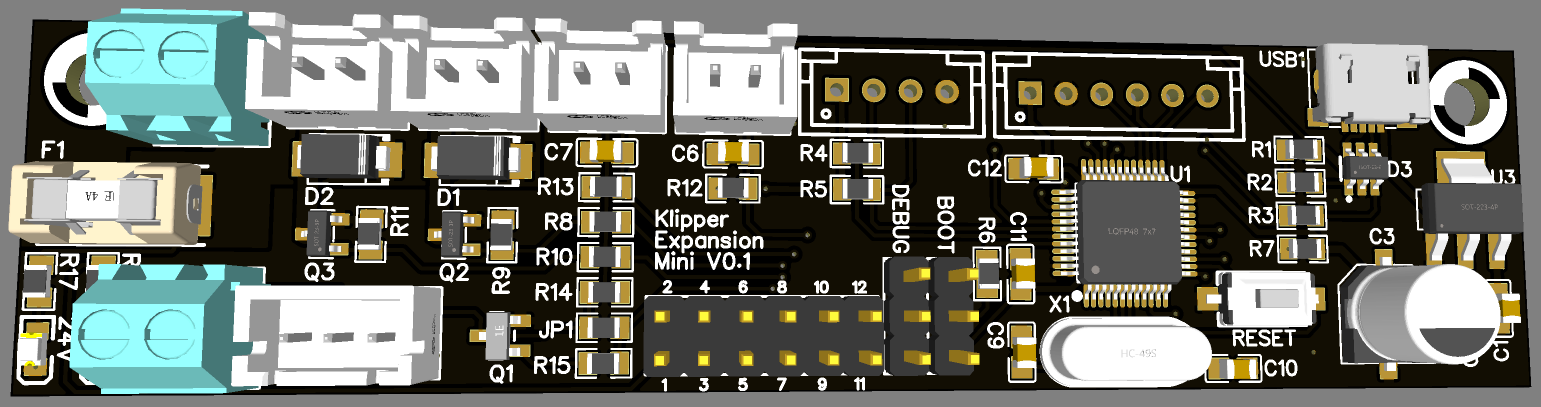 USB1
F1
C7
C6
R4
R1
D3
C12
U1
R13
R12
R5
R2
U3
D2
D1
R11
R8
Klipper
Expansion
Mini V0.1
DEBUG
BOOT
R3
LQFP48 7x7
SOT-223-4P
R6
C11
R10
R7
C3
Q3
Q2
R9
R17
R14
2 4 6 8 10 12
X1
24V
1E
JP1
C9
RESET
HC-49S
R15
Q1
1 3 5 7 9 11
C10